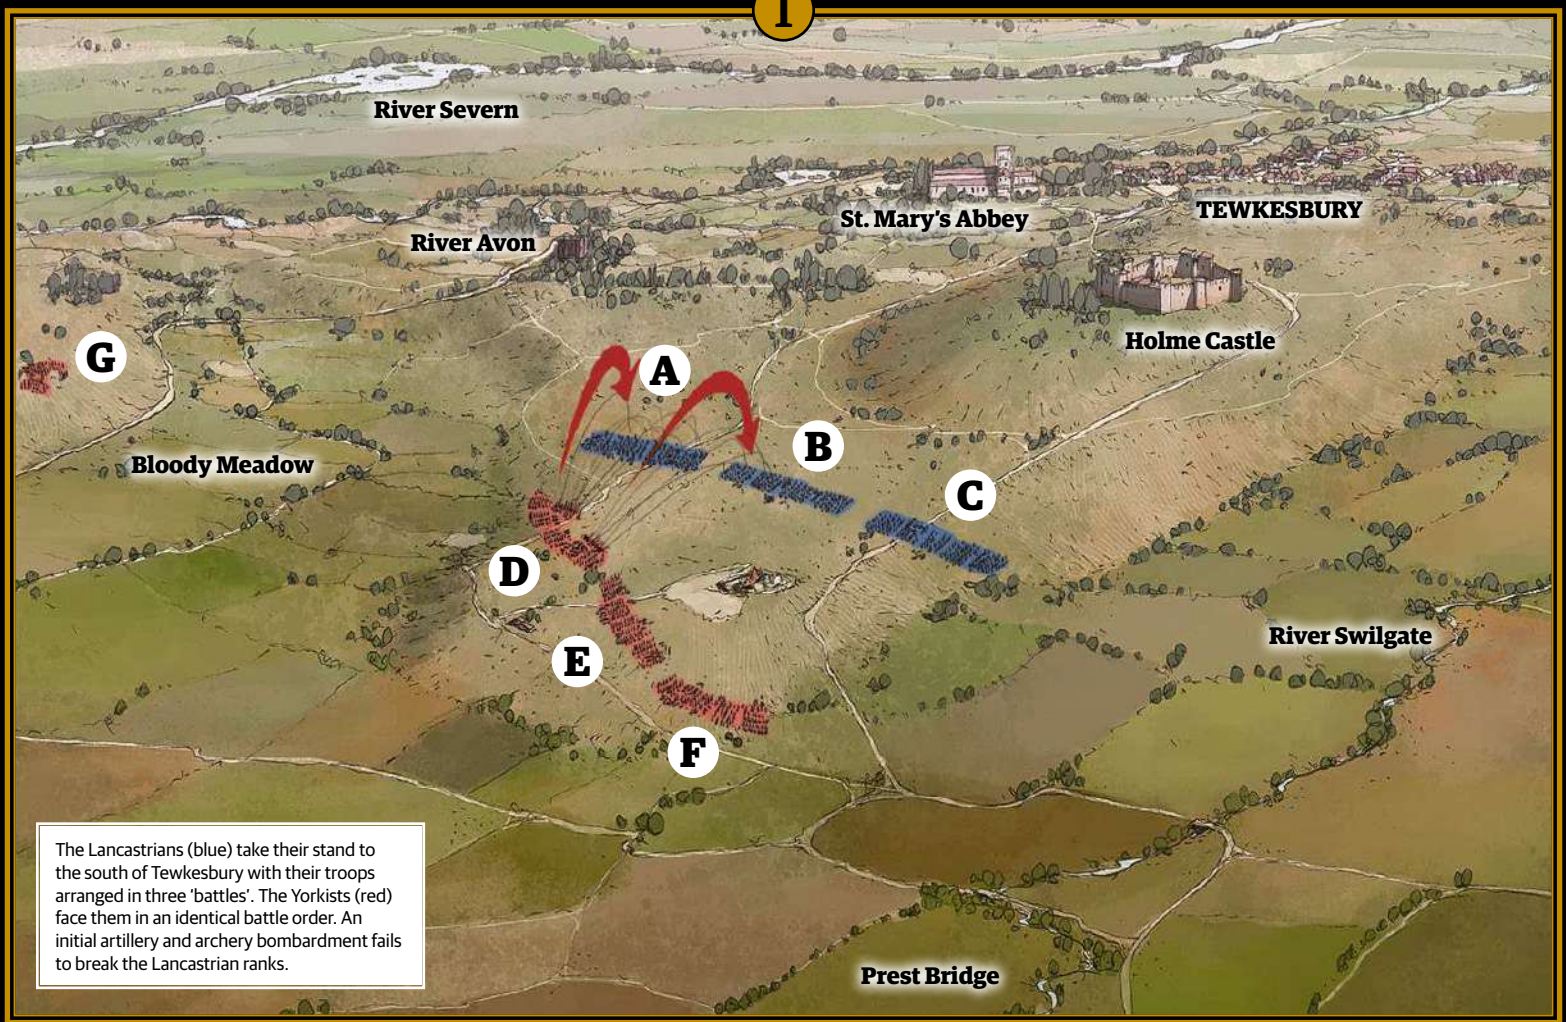 1
River Severn
St. Mary's Abbey
TEWKESBURY
River Avon
Holme Castle
G
A
B
Bloody Meadow
C
D
E
River Swilgate
F
The Lancastrians (blue) take their stand to
the south of Tewkesbury with their troops
arranged in three ‘battles’. The Yorkists (red)
face them in an identical battle order. An
initial artillery and archery bombardment fails
to break the Lancastrian ranks.
Prest Bridge